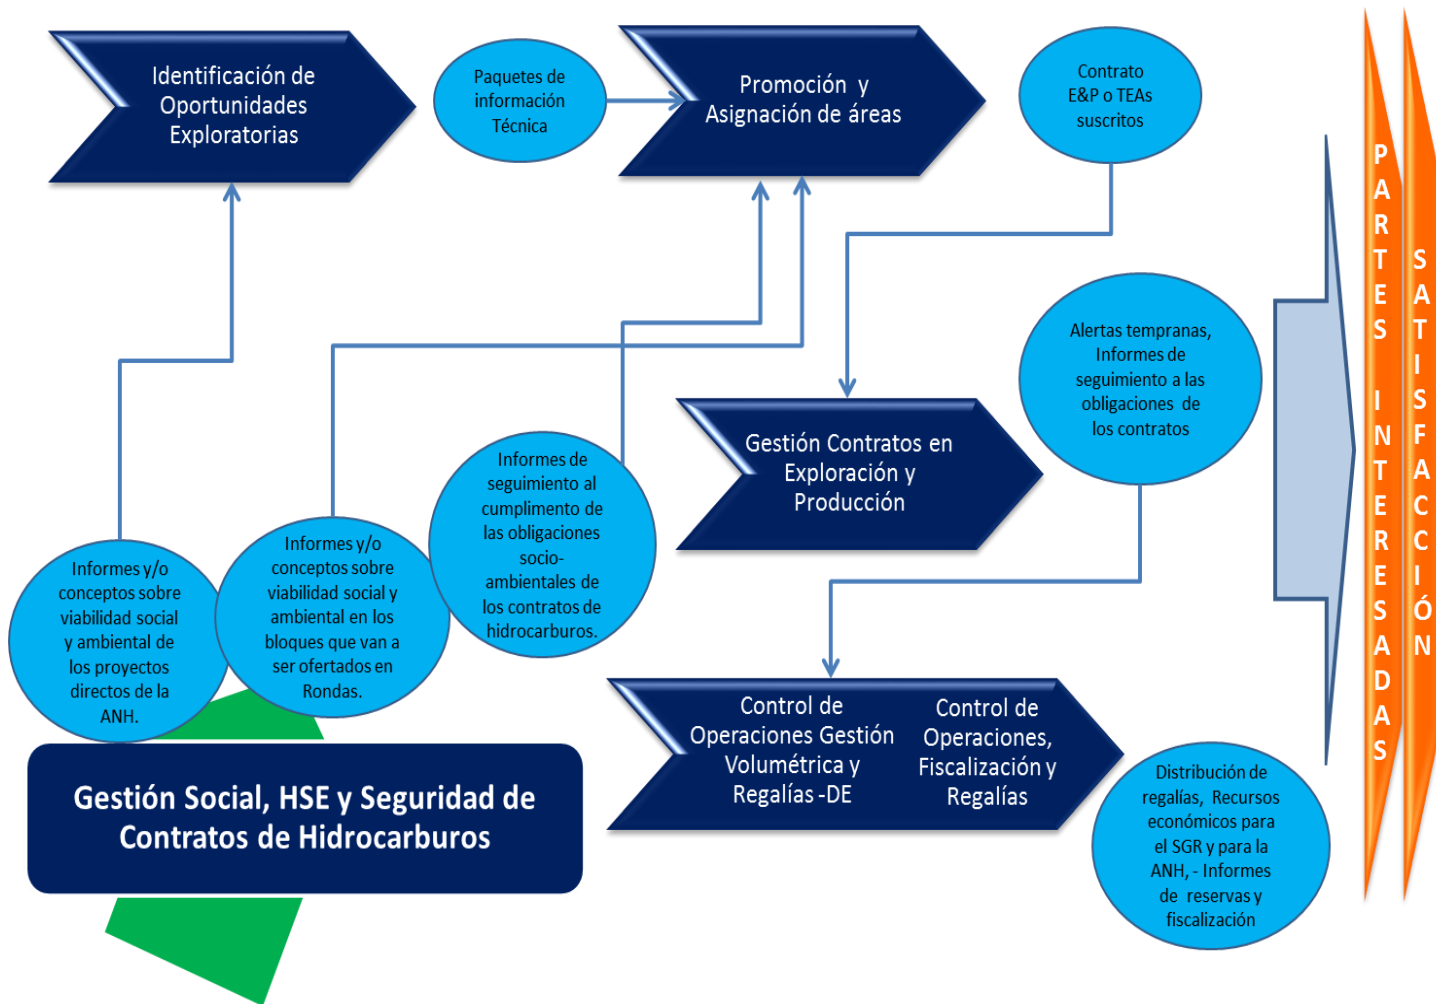 Identificación de
Oportunidades
Exploratorias
Paquetes de
información
Técnica
Promoción y
Asignación de áreas
Contrato
E&P o TEAs
suscritos
PARTES INTERESADAS
SATISFACCIÓN
Alertas tempranas,
Informes de
seguimiento a las
obligaciones de
los contratos
Gestión Contratos en
Exploración y
Producción
Informes de
seguimiento al
cumplimento de
las obligaciones
socio-
ambientales de
los contratos de
hidrocarburos.
Informes y/o
conceptos sobre
viabilidad social y
ambiental en los
bloques que van a
ser ofertados en
Rondas.
Informes y/o
conceptos sobre
viabilidad social
y ambiental de
los proyectos
directos de la
ANH.
Control de
Operaciones Gestión
Volumétrica y
Regalías -DE
Control de
Operaciones,
Fiscalización y
Regalías
Gestión Social, HSE y Seguridad de
Contratos de Hidrocarburos
Distribución de
regalías, Recursos
económicos para
el SGR y para la
ANH, - Informes
de reservas y
fiscalización